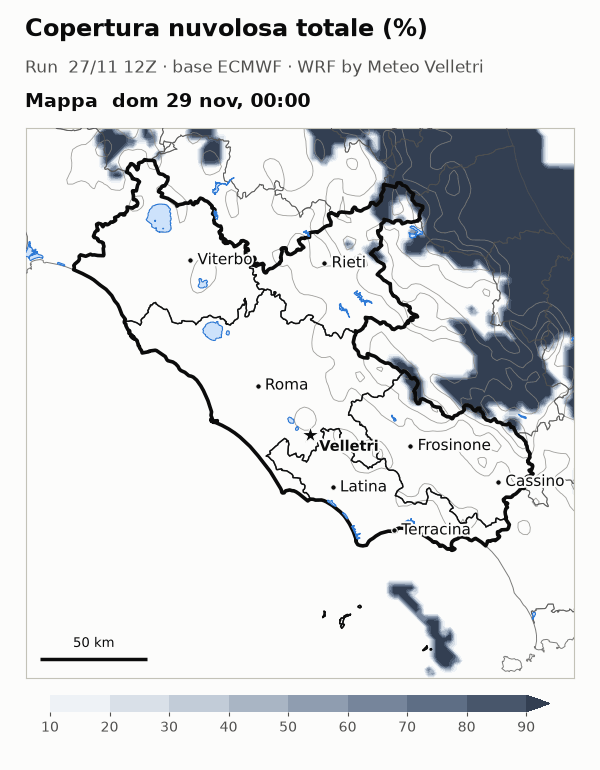 Copertura nuvolosa totale (%)
Run 27/11 12Z · base ECMWF · WRF by Meteo Velletri
Mappa dom 29 nov, 00:00
Viterbo
Rieti
Roma
Velletri
Frosinone
Cassino
Latina
Terracina
50 km
10 20 30 40 50 60 70 80 90